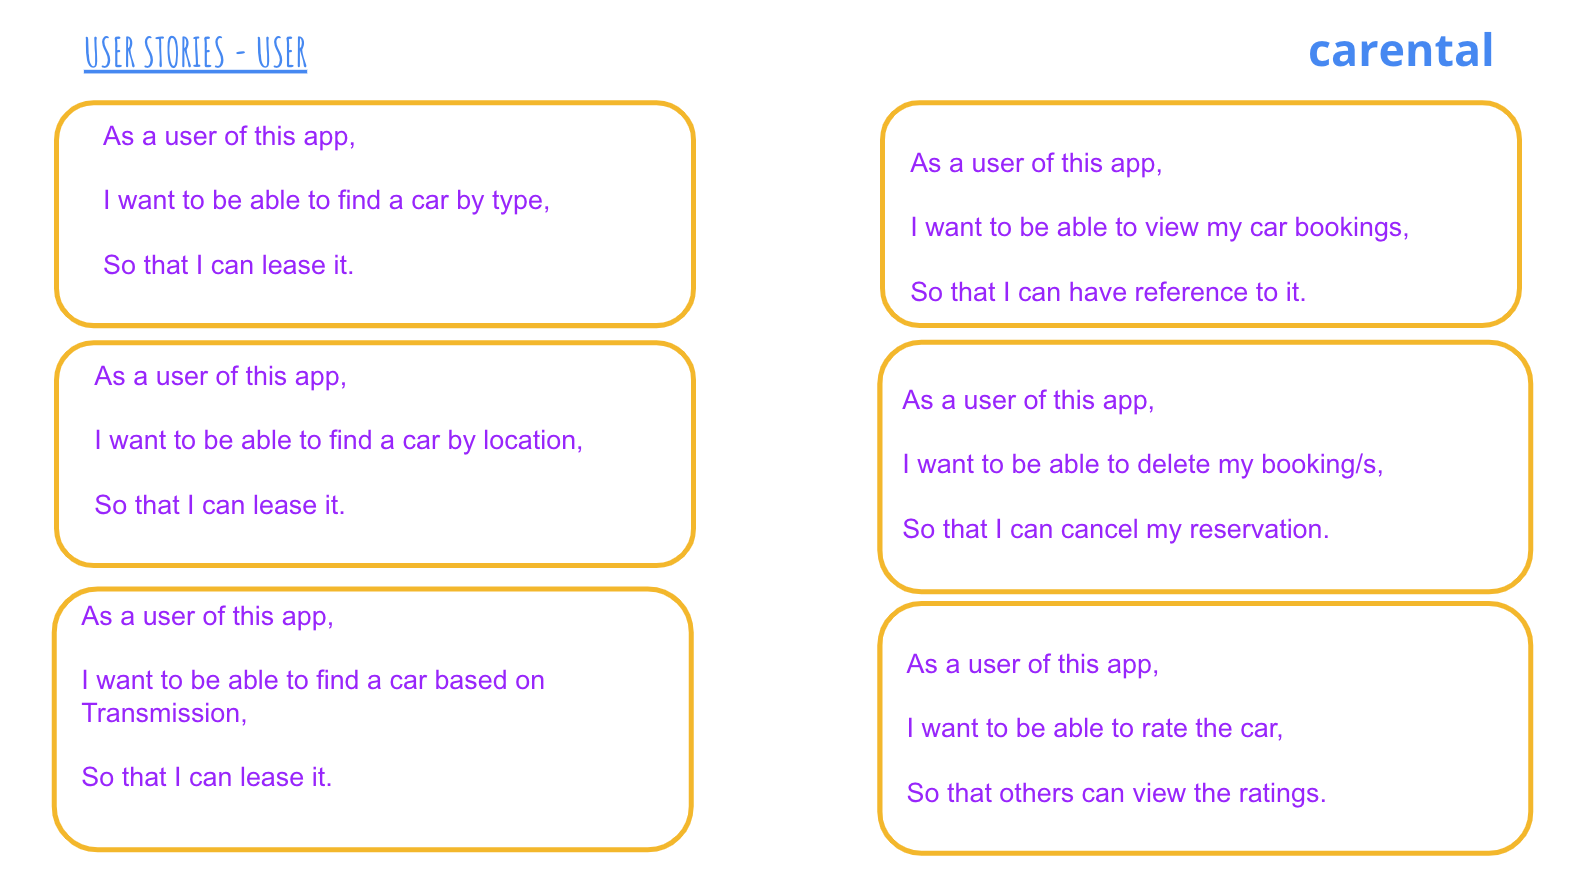 USER STORIES - USER
carental
As a user of this app,
I want to be able to find a car by type,
So that I can lease it.
As a user of this app,
I want to be able to find a car by location,
So that I can lease it.
As a user of this app,
I want to be able to find a car based on
Transmission,
So that I can lease it.
As a user of this app,
I want to be able to view my car bookings,
So that I can have reference to it.
As a user of this app,
I want to be able to delete my booking/s,
So that I can cancel my reservation.
As a user of this app,
I want to be able to rate the car,
So that others can view the ratings.